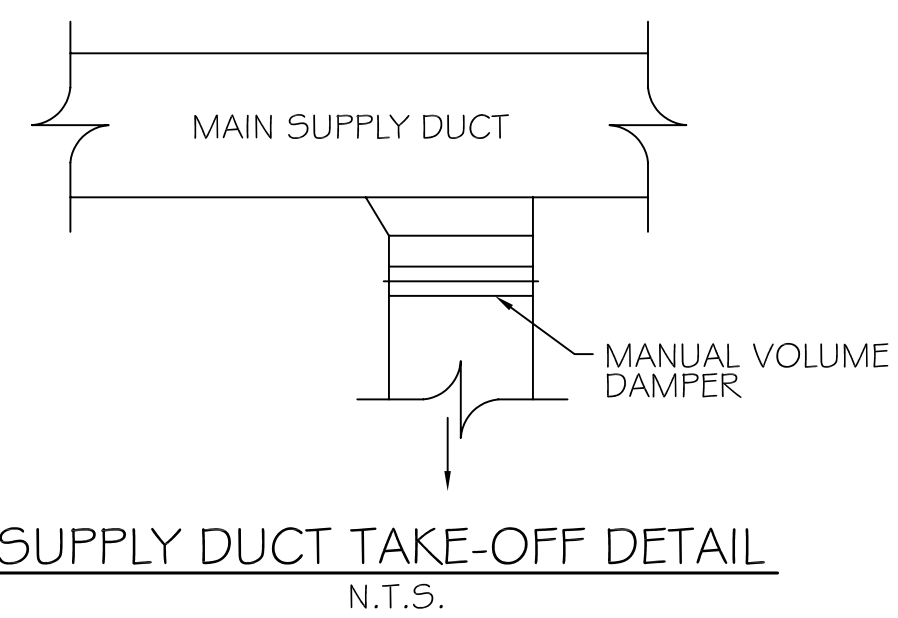 MAIN SUPPLY DUCT
MANUAL VOLUME
DAMPER
SUPPLY DUCT TAKE-OFF DETAIL
N.T.S.